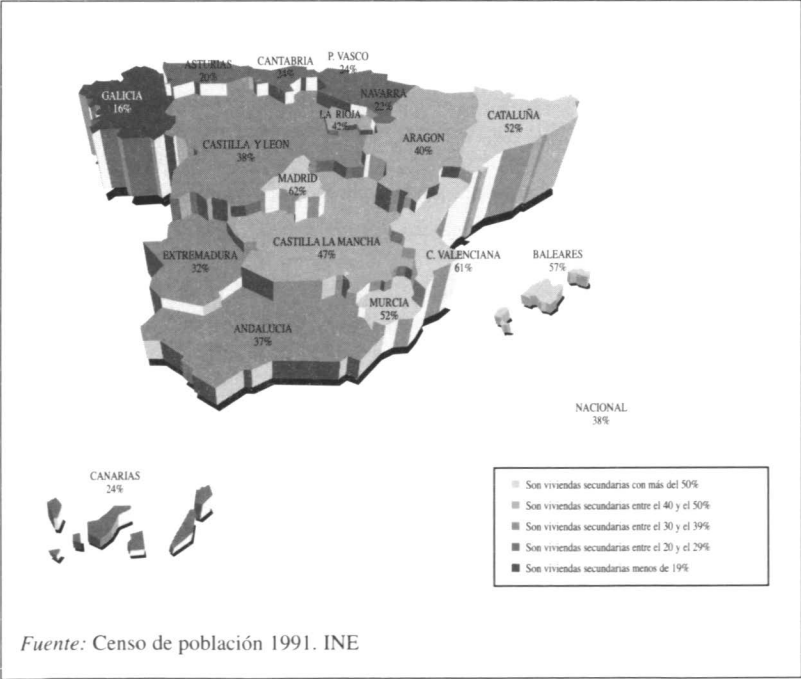 P. VASCO
24%
CANTABRIA
24%
ASTURIAS
20%
NAVARRA
22%
GALICIA
16%
LA RIOJA
42%
CATALUÑA
52%
ARAGON
40%
CASTILLA Y LEON
38%
MADRID
62%
CASTILLA LA MANCHA
47%
EXTREMADURA
32%
C. VALENCIANA
61%
BALEARES
57%
MURCIA
52%
ANDALUCIA
37%
NACIONAL
38%
CANARIAS
24%
Son viviendas secundarias con más del 50%
Son viviendas secundarias entre el 40 y el 50%
Son viviendas secundarias entre el 30 y el 39%
Son viviendas secundarias entre el 20 y el 29%
Son viviendas secundarias menos de 19%
Fuente: Censo de población 1991. INE